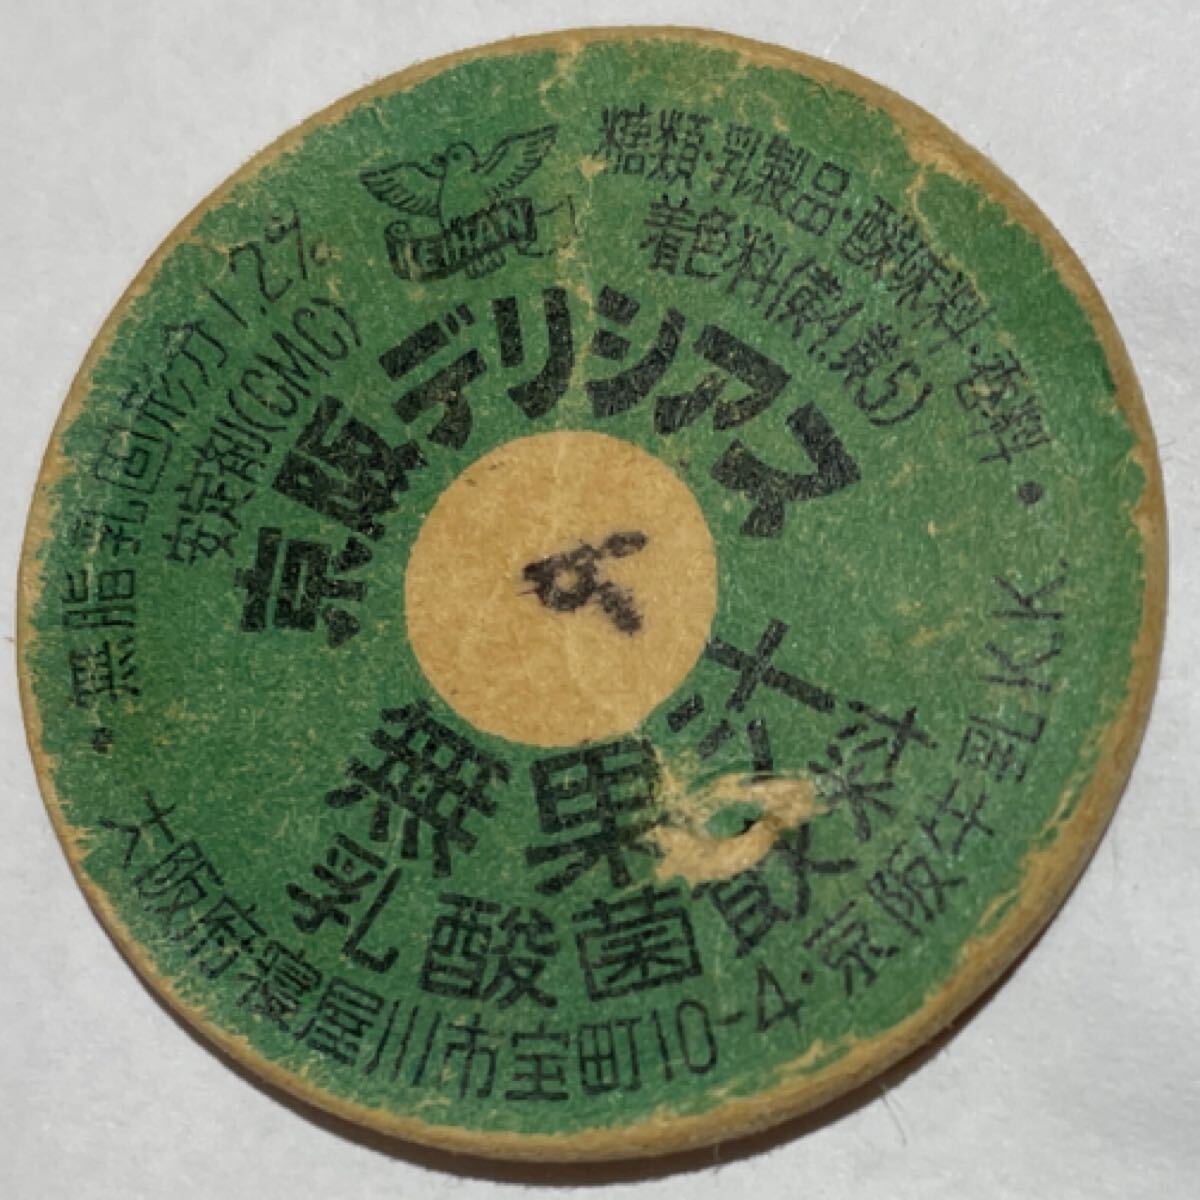 KEIHAN
・無脂乳固形分1.2%
糖類・乳製品・酸味料・香料・
安定剤(CMC)
着色料(黄4,黄5)
京阪デリシアス
無果汁
乳酸菌飲料
大阪府寝屋川市宝町10-4・京阪牛乳K.K.